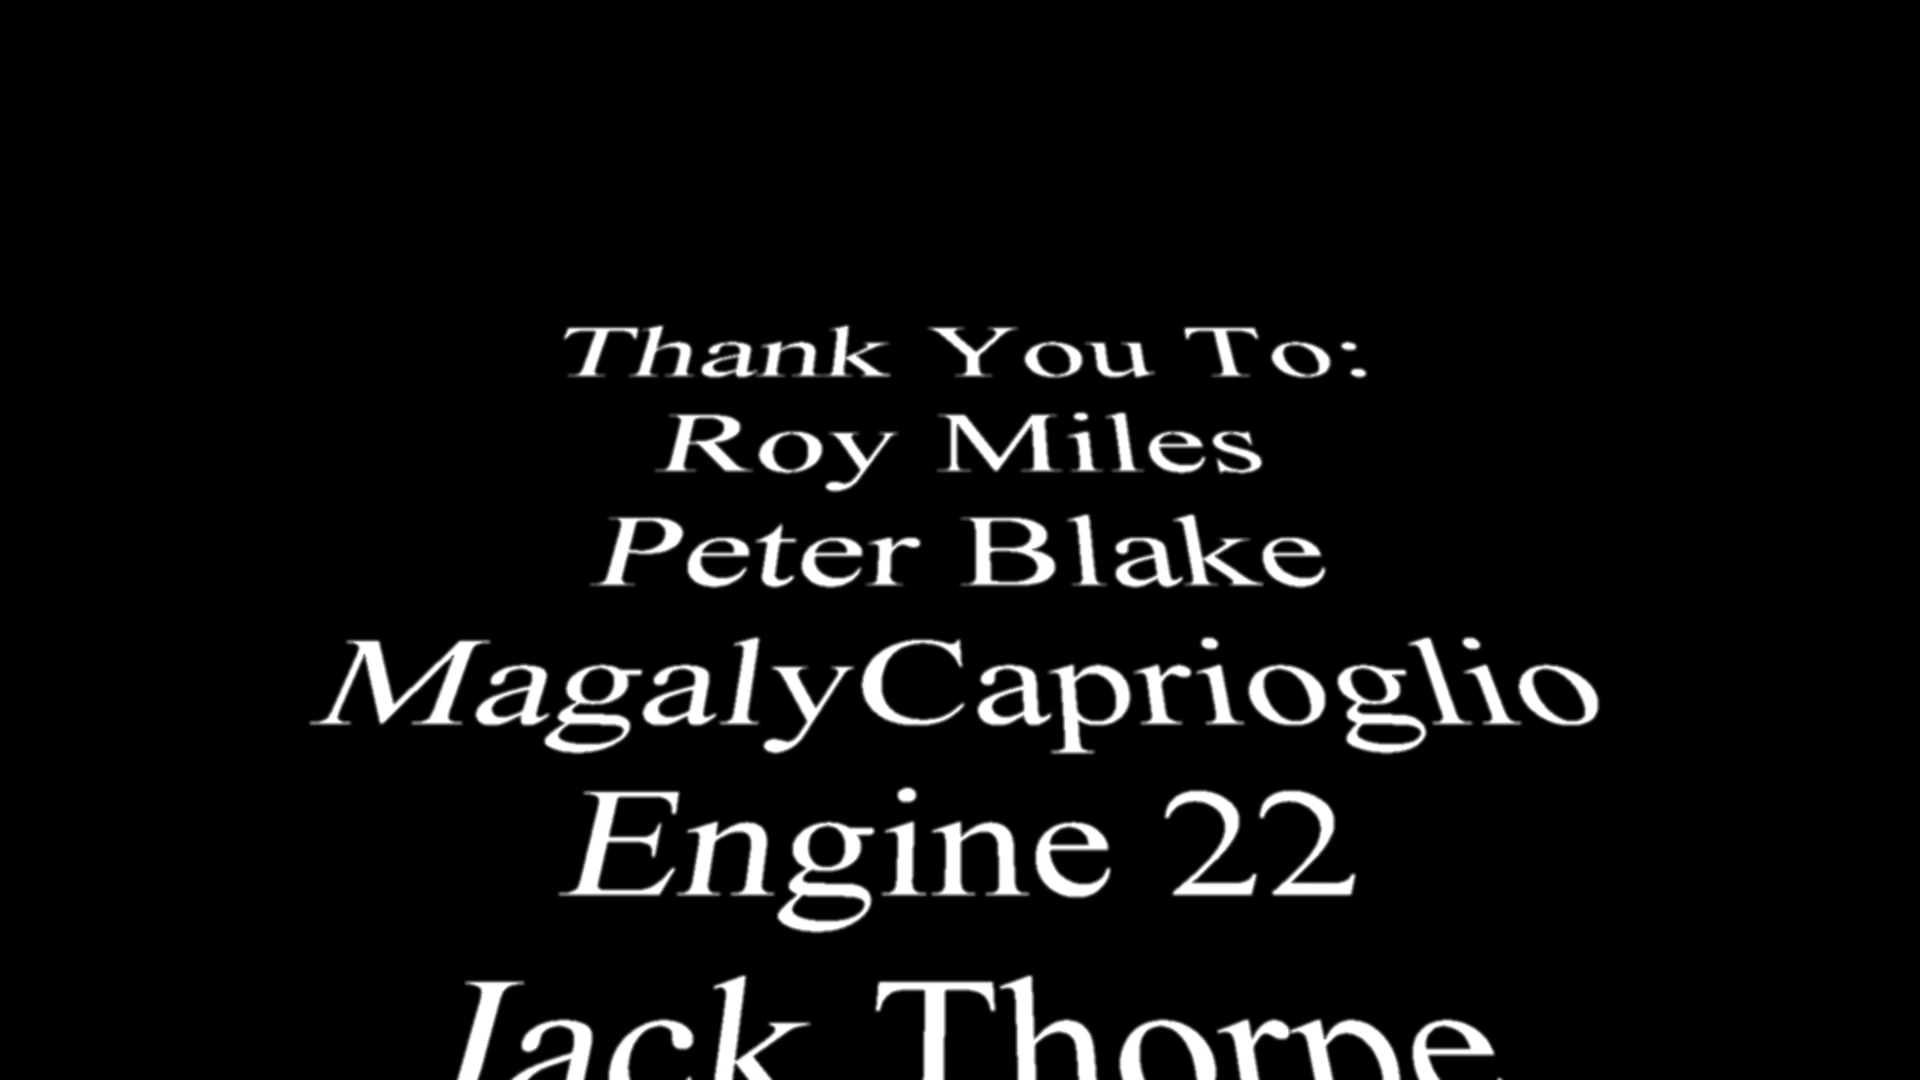 Thank You To:
Roy Miles
Peter Blake
MagalyCaprioglio
Engine 22
Jack Thorpe